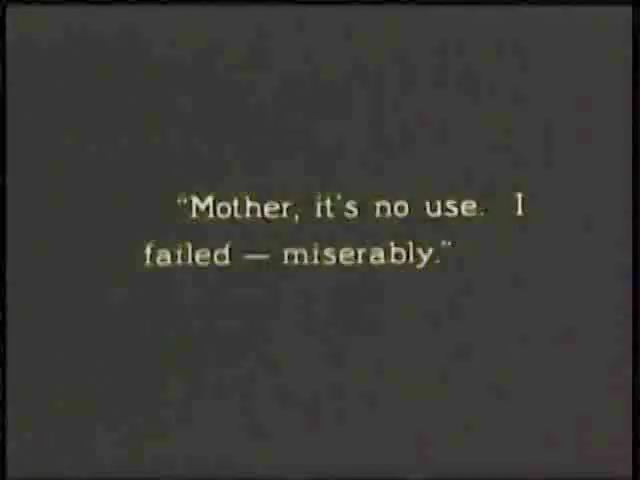 "Mother, it's no use. I
failed — miserably."